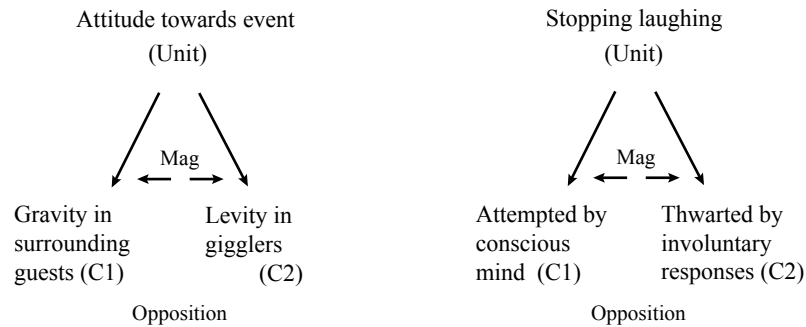 Attitude towards event
(Unit)
Mag
Gravity in
surrounding
guests (C1)
Levity in
gigglers
(C2)
Opposition
Stopping laughing
(Unit)
Mag
Attempted by
conscious
mind (C1)
Thwarted by
involuntary
responses (C2)
Opposition